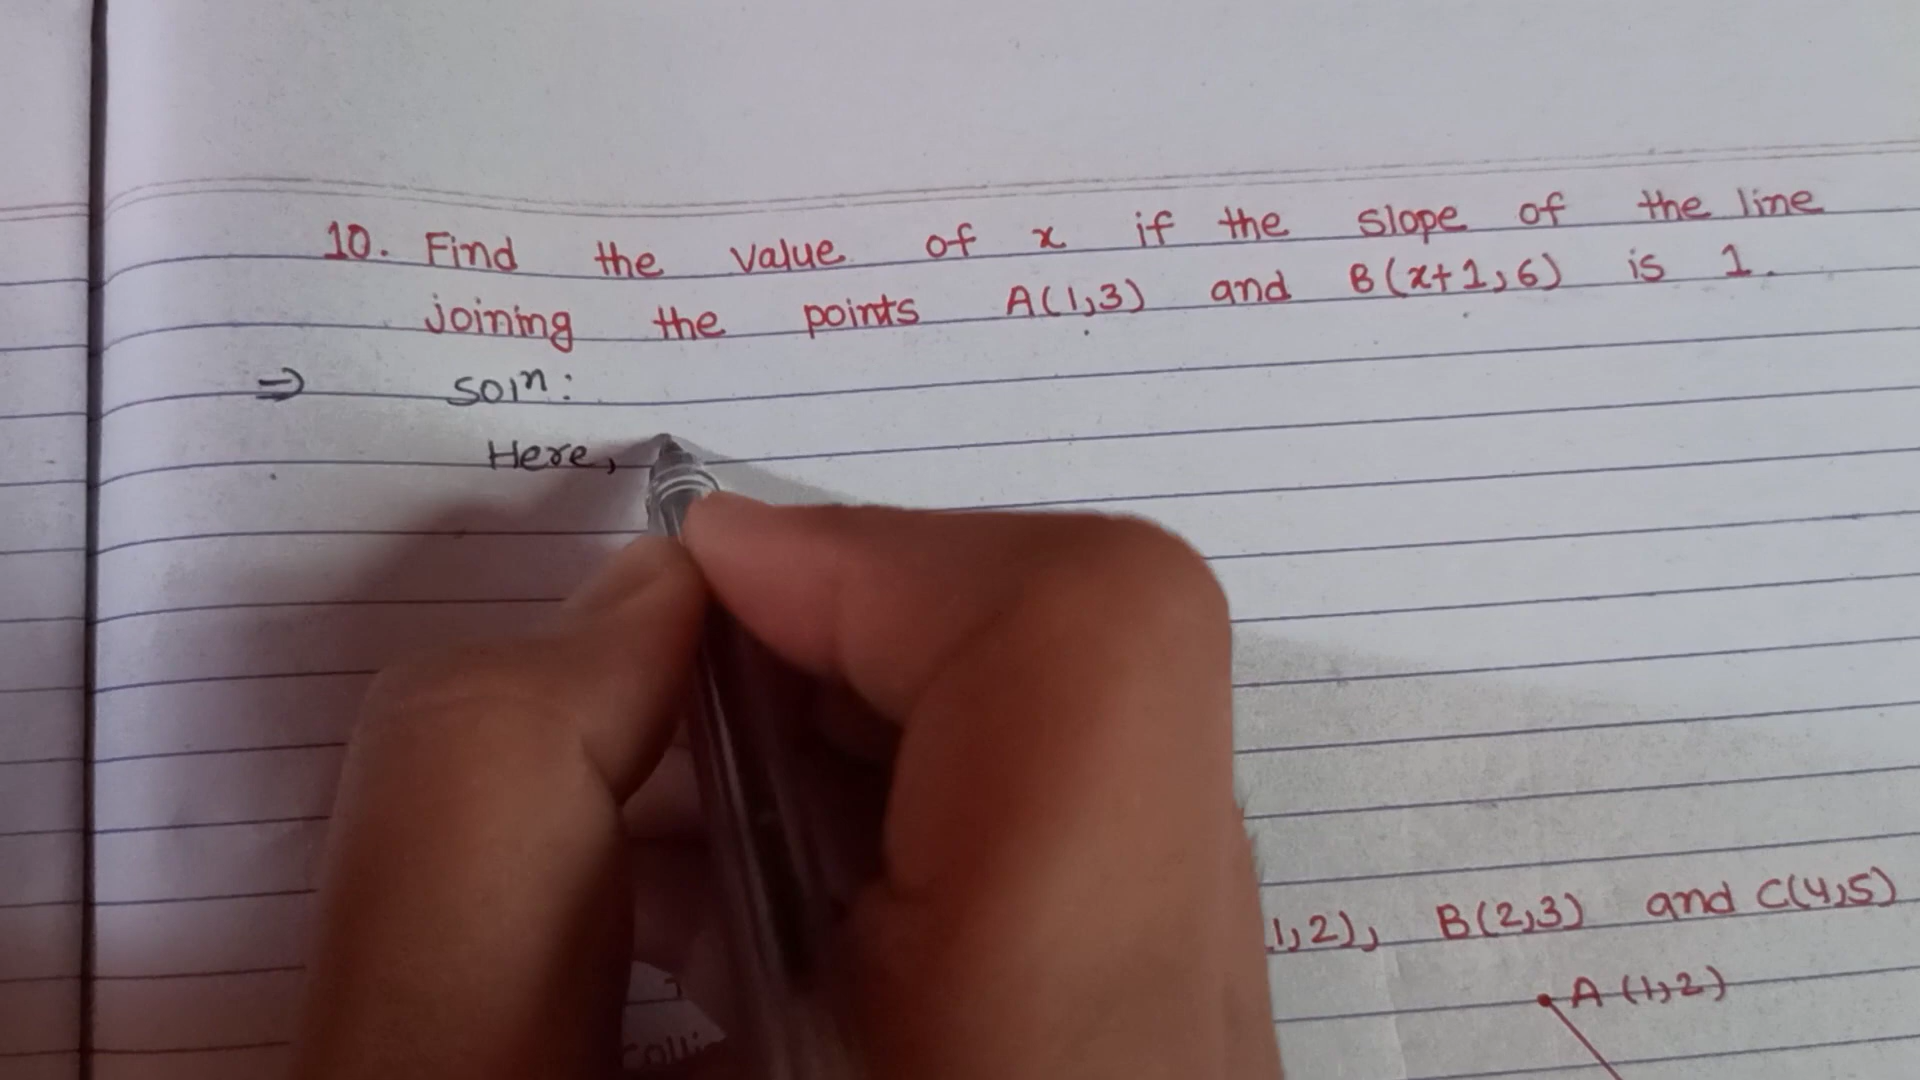 10. Find the value of x if the slope of the line
joining the points A(1,3) and B(x+1,6) is 1.
⇒ Soln:
Here,
1,2), B(2,3) and C(4,5)
A(1,2)